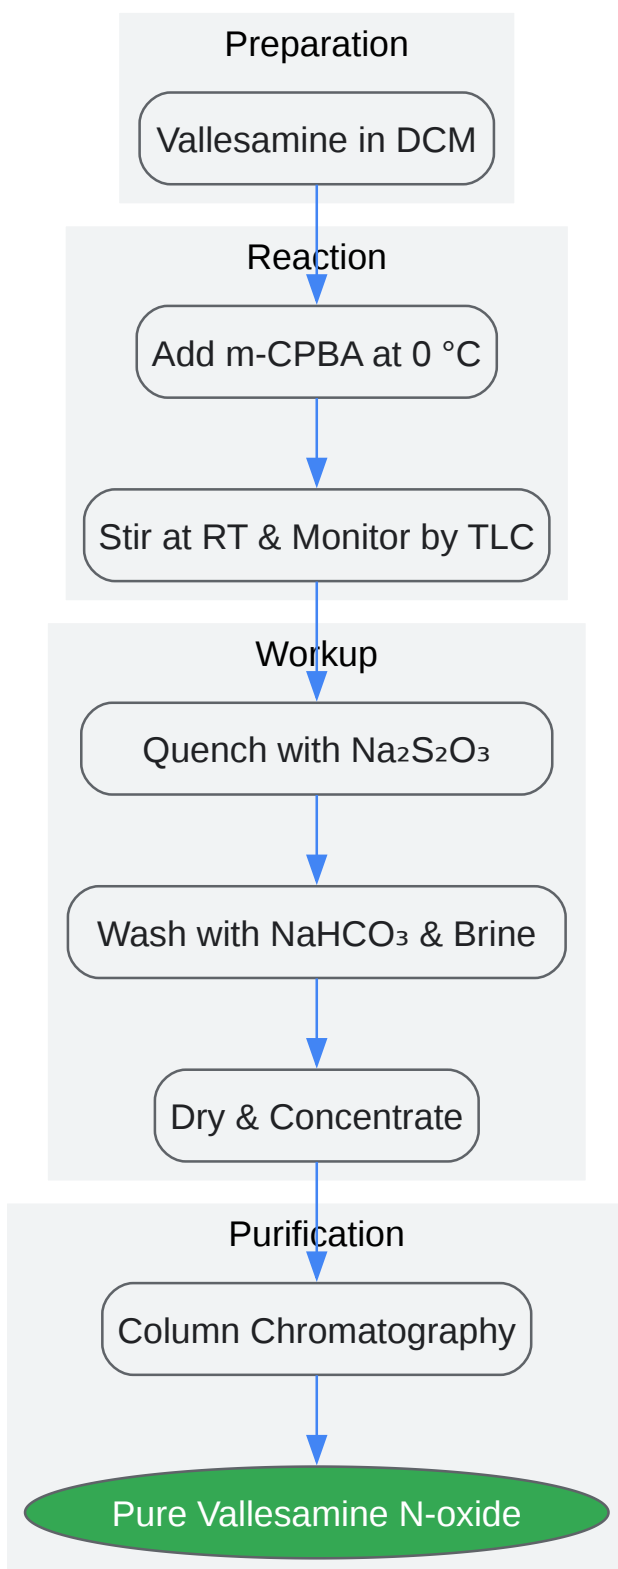 Preparation
Vallesamine in DCM
Reaction
Add m-CPBA at 0 °C
Stir at RT & Monitor by TLC
Workup
Quench with Na₂S₂O₃
Wash with NaHCO₃ & Brine
Dry & Concentrate
Purification
Column Chromatography
Pure Vallesamine N-oxide